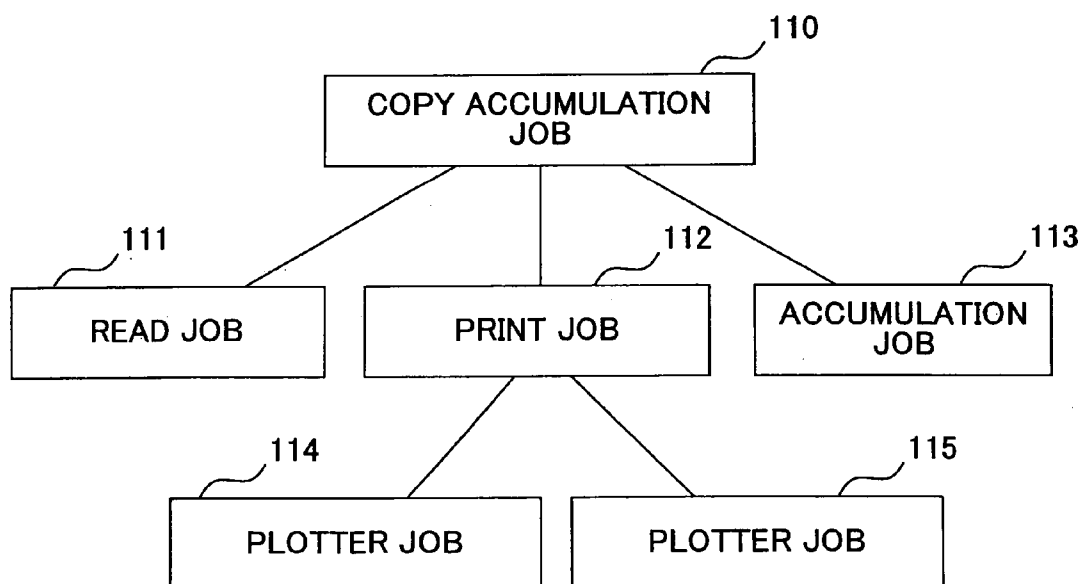 110
COPY ACCUMULATION
JOB
111
112
113
READ JOB
PRINT JOB
ACCUMULATION
JOB
114
115
PLOTTER JOB
PLOTTER JOB